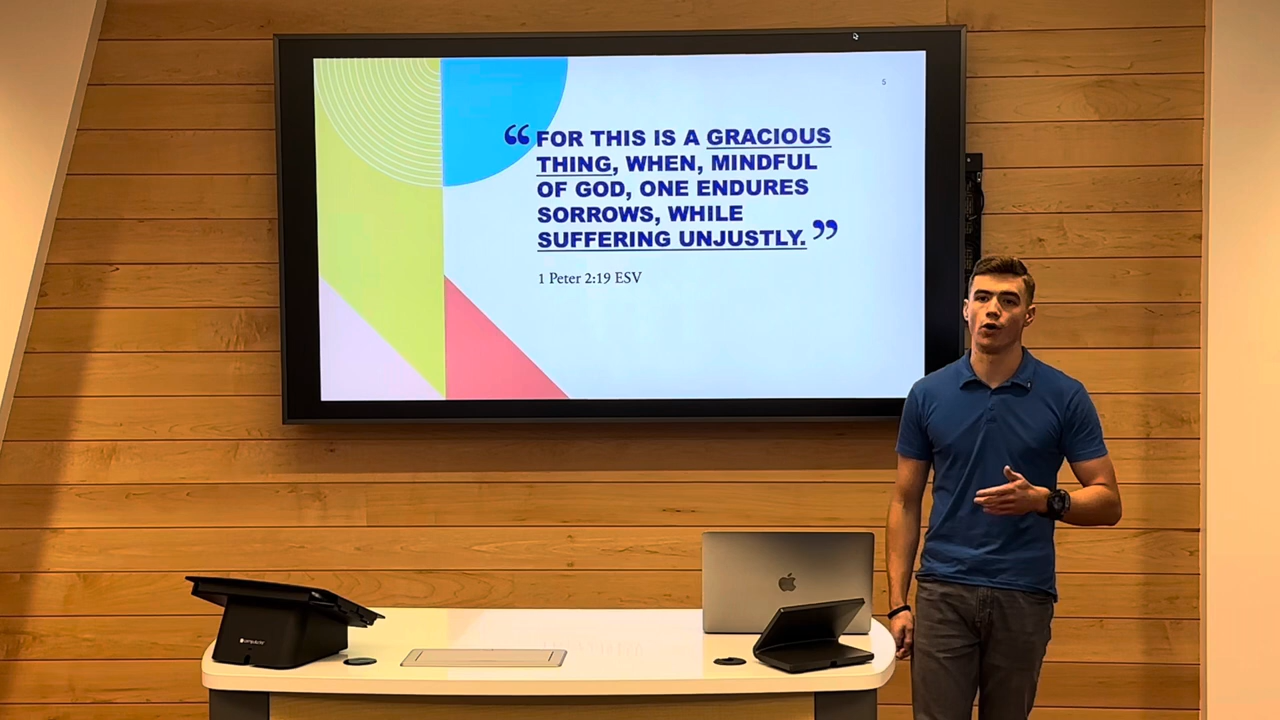 5
“FOR THIS IS A GRACIOUS
THING, WHEN, MINDFUL
OF GOD, ONE ENDURES
SORROWS, WHILE
SUFFERING UNJUSTLY.”
1 Peter 2:19 ESV